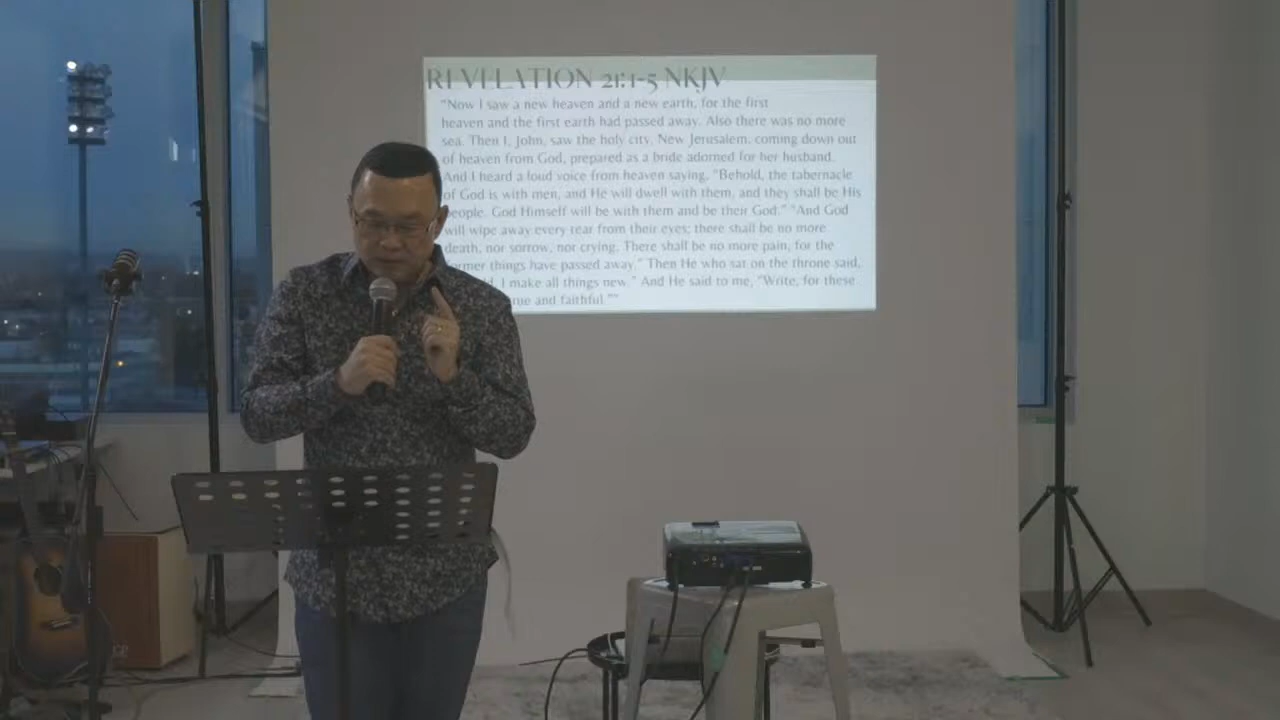 REVELATION 21:1-5 NKJV
"Now I saw a new heaven and a new earth, for the first
heaven and the first earth had passed away. Also there was no more
sea. Then I, John, saw the holy city, New Jerusalem, coming down out
of heaven from God, prepared as a bride adorned for her husband.
And I heard a loud voice from heaven saying, "Behold, the tabernacle
of God is with men, and He will dwell with them, and they shall be His
people. God Himself will be with them and be their God." "And God
will wipe away every tear from their eyes; there shall be no more
death, nor sorrow, nor crying. There shall be no more pain, for the
former things have passed away." Then He who sat on the throne said,
I make all things new." And He said to me, "Write, for these
and faithful.""